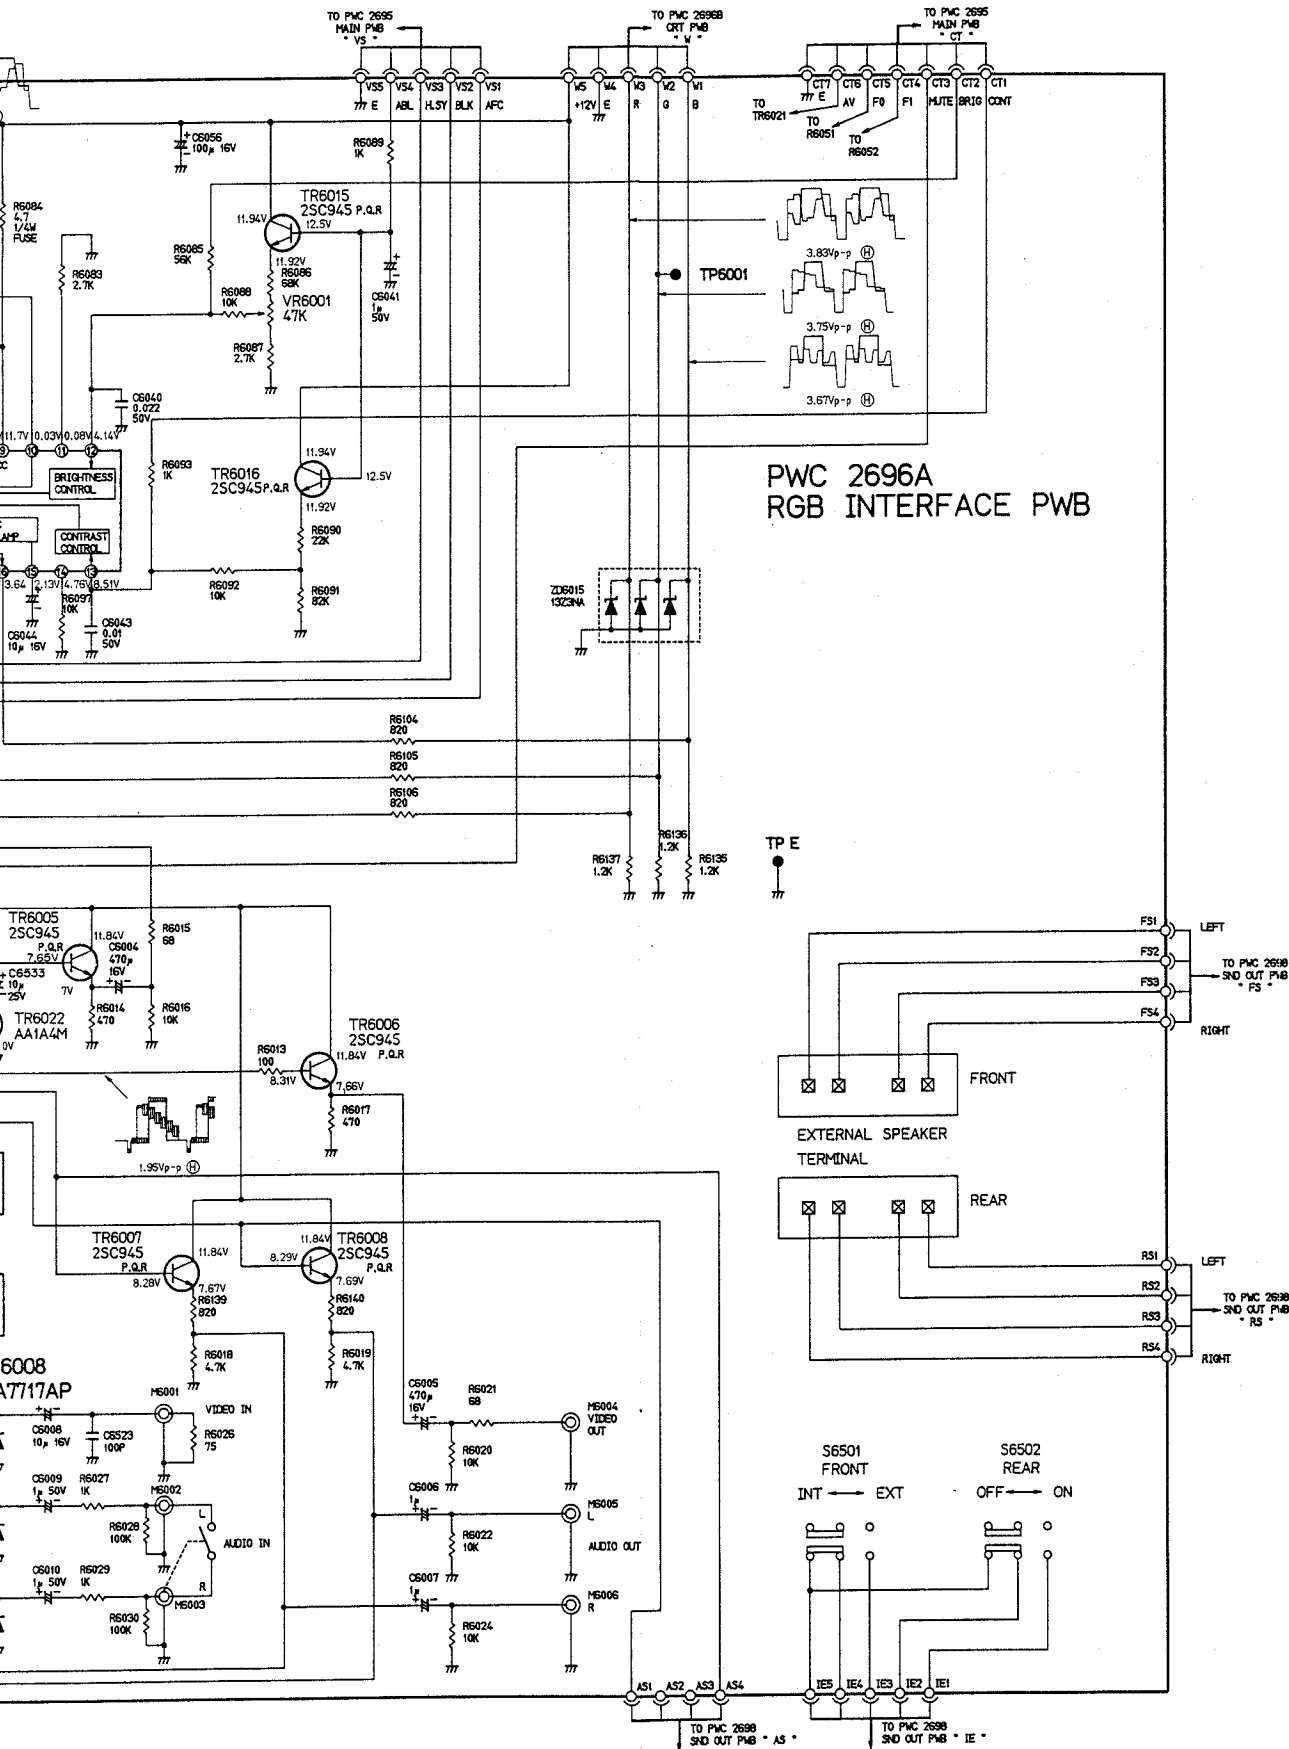 TO PWC 2695
MAIN PWB
" VS "
TO PWC 2696B
CRT PWB
" W "
TO PWC 2695
MAIN PWB
" CT "
VS5 VS4 VS3 VS2 VS1
E ABL H.SY BLK AFC
W5 W4 W3 W2 W1
+12V E R G B
CT7 CT6 CT5 CT4 CT3 CT2 CT1
E AV F0 F1 MUTE BRIG CONT
TO
TR6021
TO
R6051
TO
R6052
C6056
100μ 16V
R6089
1K
R6084
4.7
1/4W
FUSE
TR6015
2SC945 P.Q.R
11.94V
12.5V
11.92V
R6083
2.7K
R6085
56K
R6086
68K
R6088
10K
VR6001
47K
R6087
2.7K
C6041
1μ
50V
TP6001
3.83Vp-p H
3.75Vp-p H
3.67Vp-p H
C6040
0.022
50V
11.7V 0.03V 0.08V 4.14V
9 10 11 12
BRIGHTNESS
CONTROL
R6093
1K
TR6016
2SC945 P.Q.R
11.94V
12.5V
11.92V
PWC 2696A
RGB INTERFACE PWB
R6090
22K
AMP
CONTRAST
CONTROL
16 15 14 13
3.64 2.13V 4.76V 8.51V
R6097
10K
R6092
10K
R6091
82K
C6044
10μ 16V
C6043
0.01
50V
ZD6015
13Z3NA
R6104
820
R6105
820
R6106
820
R6137
1.2K
R6136
1.2K
R6135
1.2K
TP E
TR6005
2SC945
P.Q.R
7.65V
11.84V
C6004
470μ
16V
R6015
68
C6533
10μ
25V
7V
R6014
470
R6016
10K
TR6022
AA1A4M
0V
FS1 LEFT
FS2
FS3
FS4
RIGHT
TO PWC 2698
SND OUT PWB
" FS "
TR6006
2SC945
P.Q.R
11.84V
R6013
100
8.31V
7.66V
R6017
470
FRONT
EXTERNAL SPEAKER
TERMINAL
1.95Vp-p H
REAR
TR6007
2SC945
P.Q.R
8.28V
11.84V
7.67V
R6139
820
TR6008
2SC945
P.Q.R
8.29V
11.84V
7.69V
R6140
820
RS1 LEFT
RS2
RS3
RS4
RIGHT
TO PWC 2698
SND OUT PWB
" RS "
R6018
4.7K
R6019
4.7K
6008
A7717AP
M6001
VIDEO IN
C6008
10μ 16V
C6523
100P
R6026
75
C6005
470μ
16V
R6021
68
M6004
VIDEO
OUT
R6020
10K
C6009
1μ 50V
R6027
1K
M6002
L
R6028
100K
AUDIO IN
C6006
1μ
M6005
L
R6022
10K
AUDIO OUT
C6010
1μ 50V
R6029
1K
R
M6003
R6030
100K
C6007
1μ
M6006
R
R6024
10K
S6501
FRONT
INT EXT
S6502
REAR
OFF ON
AS1 AS2 AS3 AS4
TO PWC 2698
SND OUT PWB " AS "
IE5 IE4 IE3 IE2 IE1
TO PWC 2698
SND OUT PWB " IE "